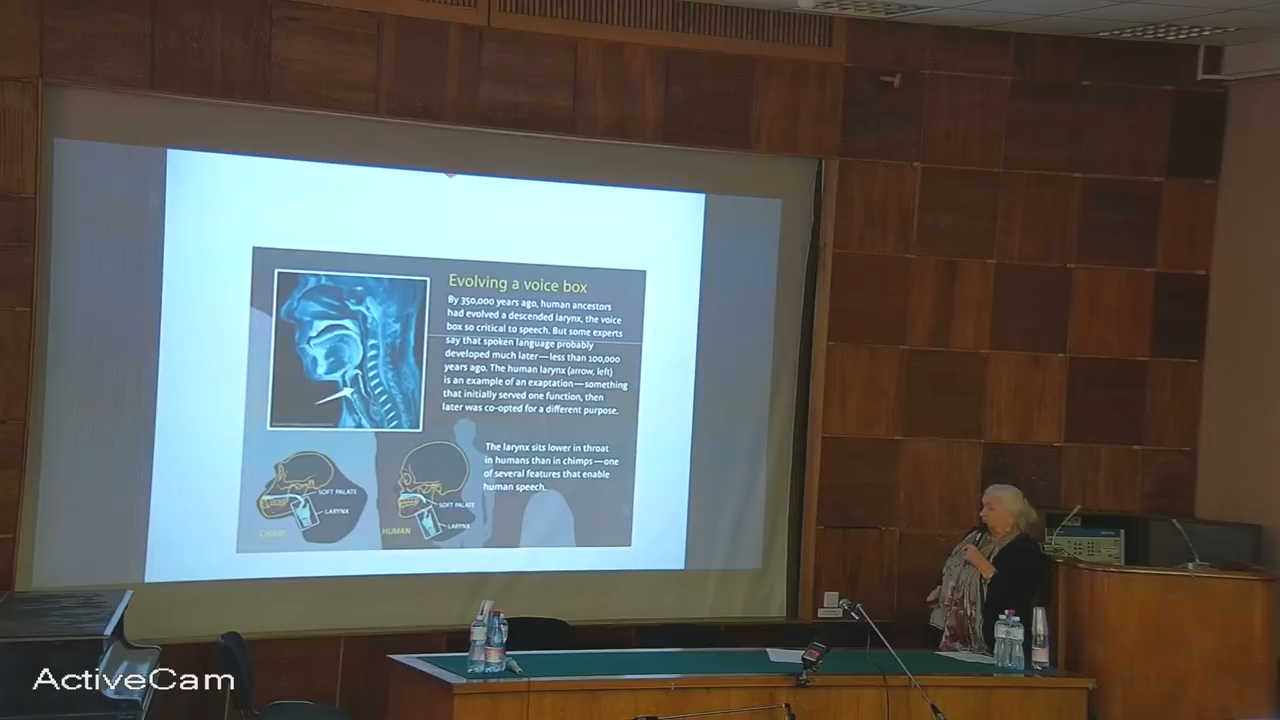 Evolving a voice box
By 350,000 years ago, human ancestors
had evolved a descended larynx, the voice
box so critical to speech. But some experts
say that spoken language probably
developed much later—less than 100,000
years ago. The human larynx (arrow, left)
is an example of an exaptation—something
that initially served one function, then
later was co-opted for a different purpose.
The larynx sits lower in throat
in humans than in chimps—one
of several features that enable
human speech.
SOFT PALATE
LARYNX
CHIMP
SOFT PALATE
LARYNX
HUMAN
ActiveCam